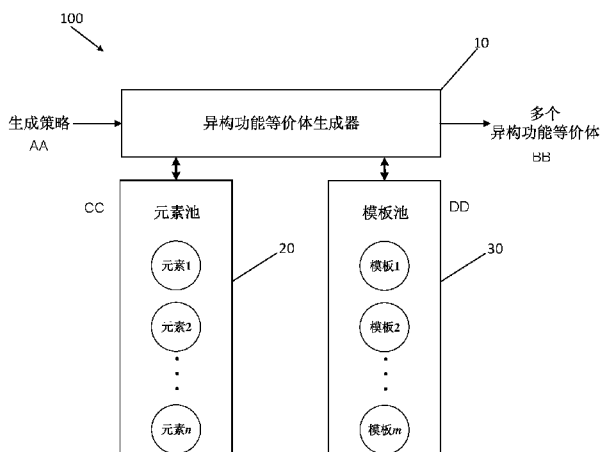 100
10
生成策略
AA
异构功能等价体生成器
多个
异构功能等价体
BB
CC
元素池
模板池
DD
元素1
元素2
元素n
20
模板1
模板2
模板m
30